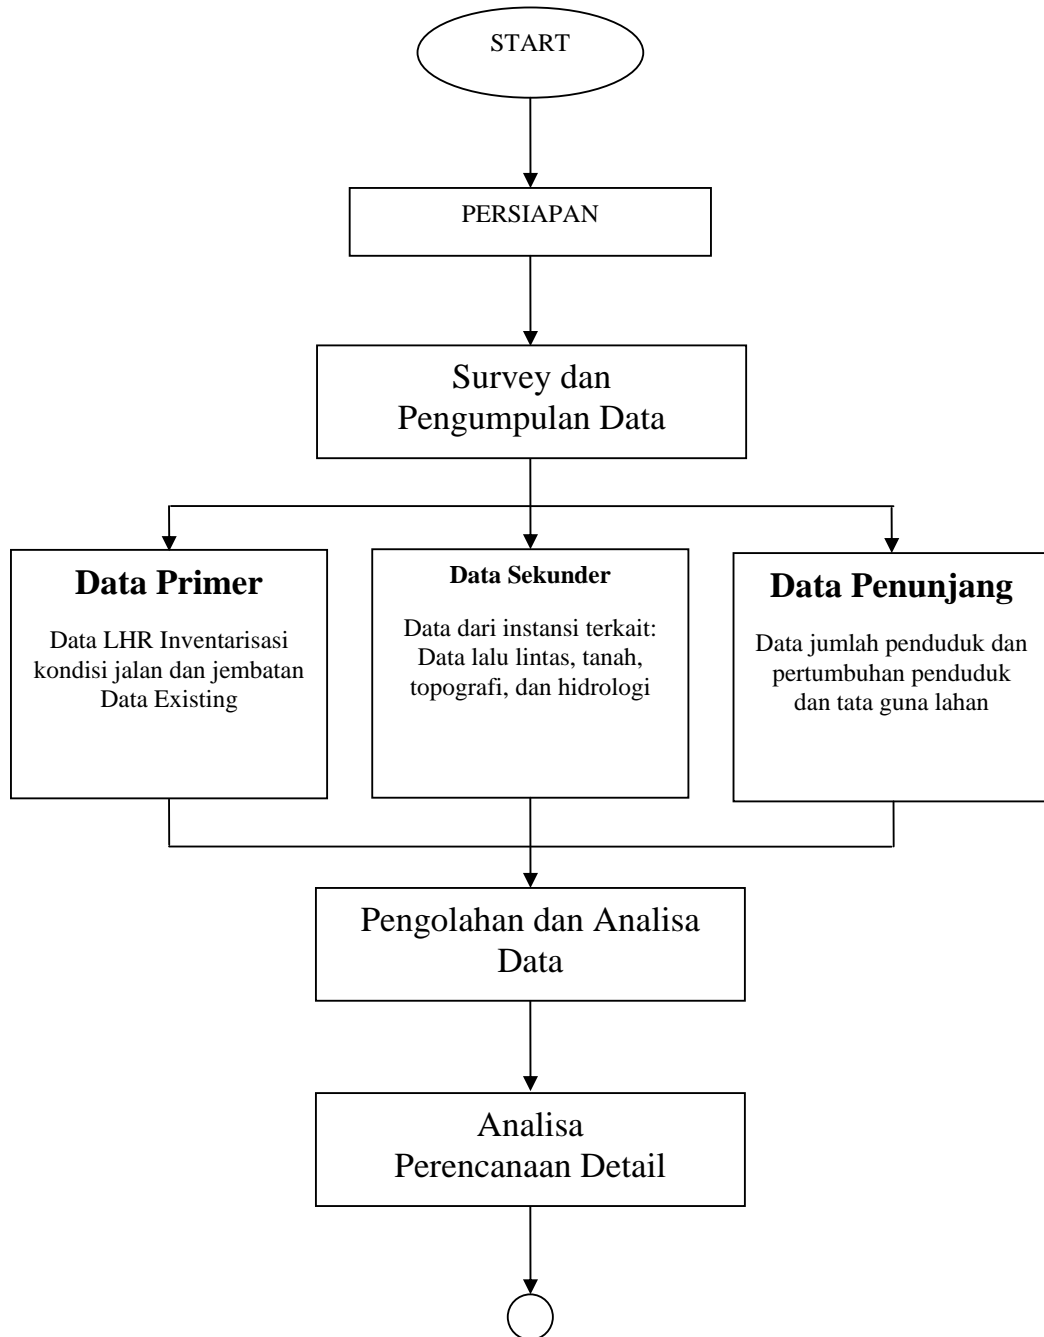 START
PERSIAPAN
Survey dan
Pengumpulan Data
Data Primer
Data LHR Inventarisasi
kondisi jalan dan jembatan
Data Existing
Data Sekunder
Data dari instansi terkait:
Data lalu lintas, tanah,
topografi, dan hidrologi
Data Penunjang
Data jumlah penduduk dan
pertumbuhan penduduk
dan tata guna lahan
Pengolahan dan Analisa
Data
Analisa
Perencanaan Detail